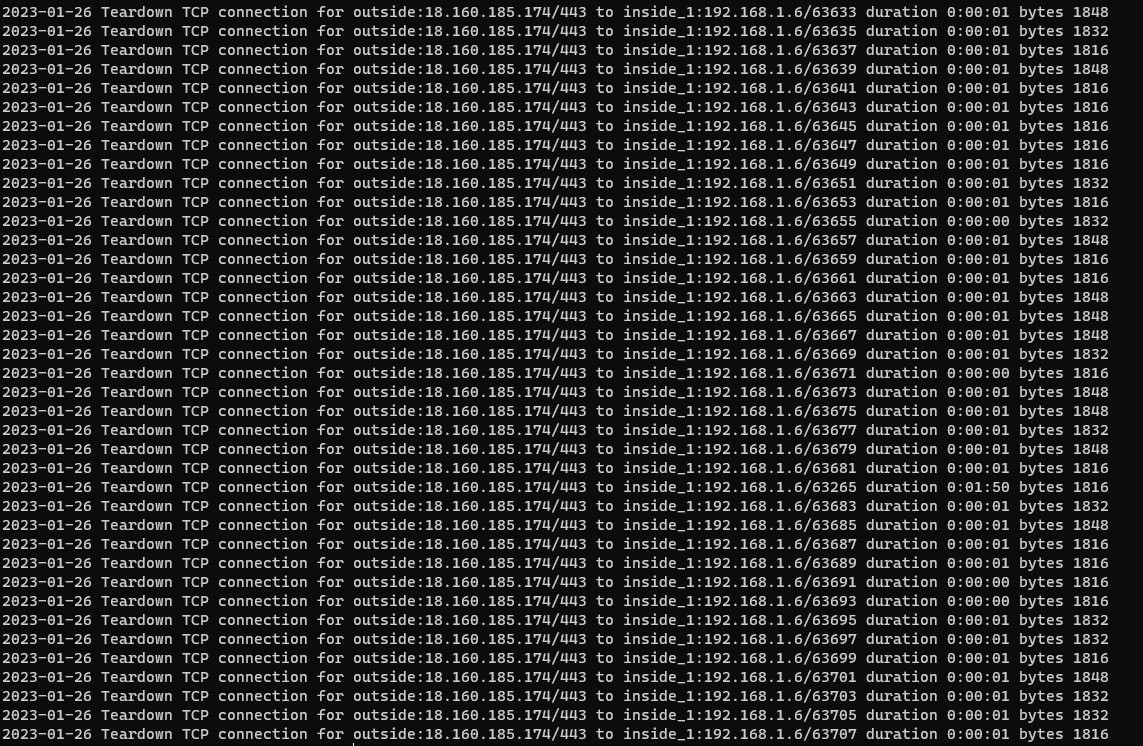 2023-01-26 Teardown TCP connection for outside:18.160.185.174/443 to inside_1:192.168.1.6/63633 duration 0:00:01 bytes 1848
2023-01-26 Teardown TCP connection for outside:18.160.185.174/443 to inside_1:192.168.1.6/63635 duration 0:00:01 bytes 1832
2023-01-26 Teardown TCP connection for outside:18.160.185.174/443 to inside_1:192.168.1.6/63637 duration 0:00:01 bytes 1816
2023-01-26 Teardown TCP connection for outside:18.160.185.174/443 to inside_1:192.168.1.6/63639 duration 0:00:01 bytes 1848
2023-01-26 Teardown TCP connection for outside:18.160.185.174/443 to inside_1:192.168.1.6/63641 duration 0:00:01 bytes 1816
2023-01-26 Teardown TCP connection for outside:18.160.185.174/443 to inside_1:192.168.1.6/63643 duration 0:00:01 bytes 1816
2023-01-26 Teardown TCP connection for outside:18.160.185.174/443 to inside_1:192.168.1.6/63645 duration 0:00:01 bytes 1816
2023-01-26 Teardown TCP connection for outside:18.160.185.174/443 to inside_1:192.168.1.6/63647 duration 0:00:01 bytes 1816
2023-01-26 Teardown TCP connection for outside:18.160.185.174/443 to inside_1:192.168.1.6/63649 duration 0:00:01 bytes 1816
2023-01-26 Teardown TCP connection for outside:18.160.185.174/443 to inside_1:192.168.1.6/63651 duration 0:00:01 bytes 1832
2023-01-26 Teardown TCP connection for outside:18.160.185.174/443 to inside_1:192.168.1.6/63653 duration 0:00:01 bytes 1816
2023-01-26 Teardown TCP connection for outside:18.160.185.174/443 to inside_1:192.168.1.6/63655 duration 0:00:00 bytes 1832
2023-01-26 Teardown TCP connection for outside:18.160.185.174/443 to inside_1:192.168.1.6/63657 duration 0:00:01 bytes 1848
2023-01-26 Teardown TCP connection for outside:18.160.185.174/443 to inside_1:192.168.1.6/63659 duration 0:00:01 bytes 1816
2023-01-26 Teardown TCP connection for outside:18.160.185.174/443 to inside_1:192.168.1.6/63661 duration 0:00:01 bytes 1816
2023-01-26 Teardown TCP connection for outside:18.160.185.174/443 to inside_1:192.168.1.6/63663 duration 0:00:01 bytes 1848
2023-01-26 Teardown TCP connection for outside:18.160.185.174/443 to inside_1:192.168.1.6/63665 duration 0:00:01 bytes 1848
2023-01-26 Teardown TCP connection for outside:18.160.185.174/443 to inside_1:192.168.1.6/63667 duration 0:00:01 bytes 1848
2023-01-26 Teardown TCP connection for outside:18.160.185.174/443 to inside_1:192.168.1.6/63669 duration 0:00:01 bytes 1832
2023-01-26 Teardown TCP connection for outside:18.160.185.174/443 to inside_1:192.168.1.6/63671 duration 0:00:00 bytes 1816
2023-01-26 Teardown TCP connection for outside:18.160.185.174/443 to inside_1:192.168.1.6/63673 duration 0:00:01 bytes 1848
2023-01-26 Teardown TCP connection for outside:18.160.185.174/443 to inside_1:192.168.1.6/63675 duration 0:00:01 bytes 1848
2023-01-26 Teardown TCP connection for outside:18.160.185.174/443 to inside_1:192.168.1.6/63677 duration 0:00:01 bytes 1832
2023-01-26 Teardown TCP connection for outside:18.160.185.174/443 to inside_1:192.168.1.6/63679 duration 0:00:01 bytes 1848
2023-01-26 Teardown TCP connection for outside:18.160.185.174/443 to inside_1:192.168.1.6/63681 duration 0:00:01 bytes 1816
2023-01-26 Teardown TCP connection for outside:18.160.185.174/443 to inside_1:192.168.1.6/63265 duration 0:01:50 bytes 1816
2023-01-26 Teardown TCP connection for outside:18.160.185.174/443 to inside_1:192.168.1.6/63683 duration 0:00:01 bytes 1832
2023-01-26 Teardown TCP connection for outside:18.160.185.174/443 to inside_1:192.168.1.6/63685 duration 0:00:01 bytes 1848
2023-01-26 Teardown TCP connection for outside:18.160.185.174/443 to inside_1:192.168.1.6/63687 duration 0:00:01 bytes 1816
2023-01-26 Teardown TCP connection for outside:18.160.185.174/443 to inside_1:192.168.1.6/63689 duration 0:00:01 bytes 1816
2023-01-26 Teardown TCP connection for outside:18.160.185.174/443 to inside_1:192.168.1.6/63691 duration 0:00:00 bytes 1816
2023-01-26 Teardown TCP connection for outside:18.160.185.174/443 to inside_1:192.168.1.6/63693 duration 0:00:00 bytes 1816
2023-01-26 Teardown TCP connection for outside:18.160.185.174/443 to inside_1:192.168.1.6/63695 duration 0:00:01 bytes 1832
2023-01-26 Teardown TCP connection for outside:18.160.185.174/443 to inside_1:192.168.1.6/63697 duration 0:00:01 bytes 1832
2023-01-26 Teardown TCP connection for outside:18.160.185.174/443 to inside_1:192.168.1.6/63699 duration 0:00:01 bytes 1816
2023-01-26 Teardown TCP connection for outside:18.160.185.174/443 to inside_1:192.168.1.6/63701 duration 0:00:01 bytes 1848
2023-01-26 Teardown TCP connection for outside:18.160.185.174/443 to inside_1:192.168.1.6/63703 duration 0:00:01 bytes 1832
2023-01-26 Teardown TCP connection for outside:18.160.185.174/443 to inside_1:192.168.1.6/63705 duration 0:00:01 bytes 1832
2023-01-26 Teardown TCP connection for outside:18.160.185.174/443 to inside_1:192.168.1.6/63707 duration 0:00:01 bytes 1816